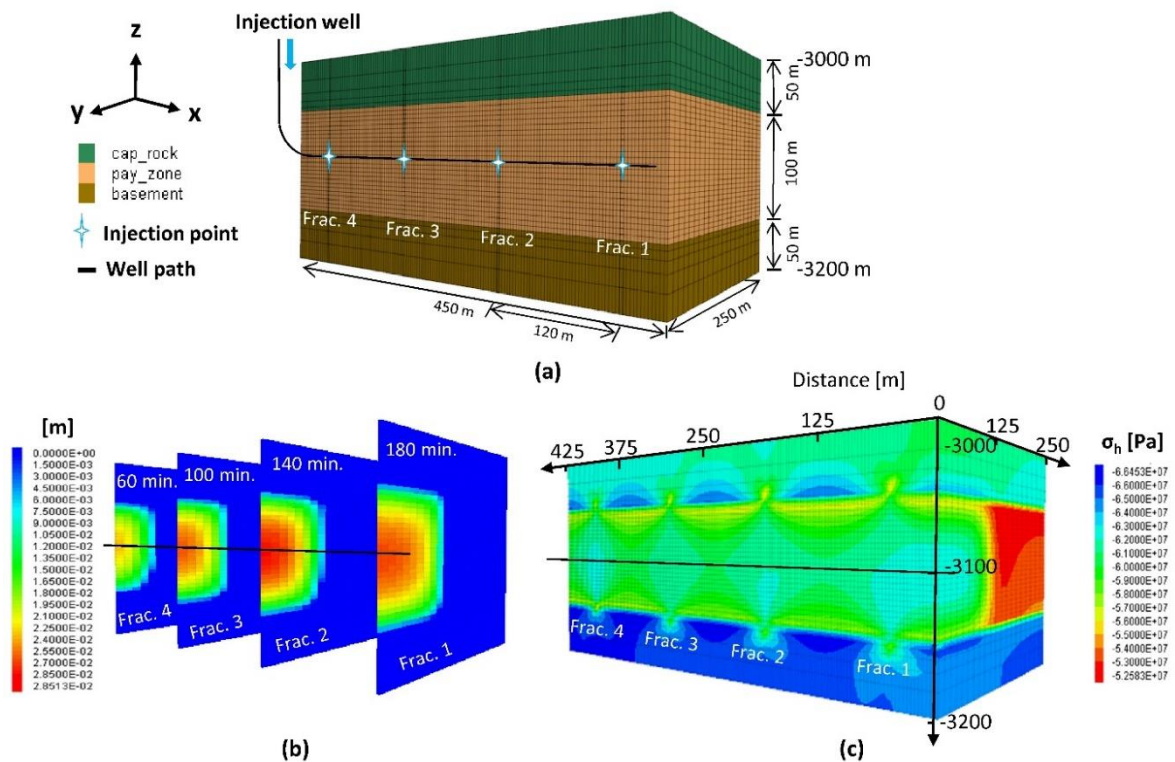 Injection well
z
y
x
cap_rock
pay_zone
basement
Injection point
Well path
Frac. 4
Frac. 3
Frac. 2
Frac. 1
-3000 m
50 m
100 m
50 m
-3200 m
450 m
120 m
250 m
(a)
[m]
0.0000E+00
1.5000E-03
3.0000E-03
4.5000E-03
6.0000E-03
7.5000E-03
9.0000E-03
1.0500E-02
1.2000E-02
1.3500E-02
1.5000E-02
1.6500E-02
1.8000E-02
1.9500E-02
2.1000E-02
2.2500E-02
2.4000E-02
2.5500E-02
2.7000E-02
2.8513E-02
60 min.
100 min.
140 min.
180 min.
Frac. 4
Frac. 3
Frac. 2
Frac. 1
(b)
Distance [m]
425
375
250
125
0
125
250
-3000
-3100
-3200
Frac. 4
Frac. 3
Frac. 2
Frac. 1
σh [Pa]
-6.6453E+07
-6.6000E+07
-6.5000E+07
-6.4000E+07
-6.3000E+07
-6.2000E+07
-6.1000E+07
-6.0000E+07
-5.9000E+07
-5.8000E+07
-5.7000E+07
-5.6000E+07
-5.5000E+07
-5.4000E+07
-5.3000E+07
-5.2583E+07
(c)